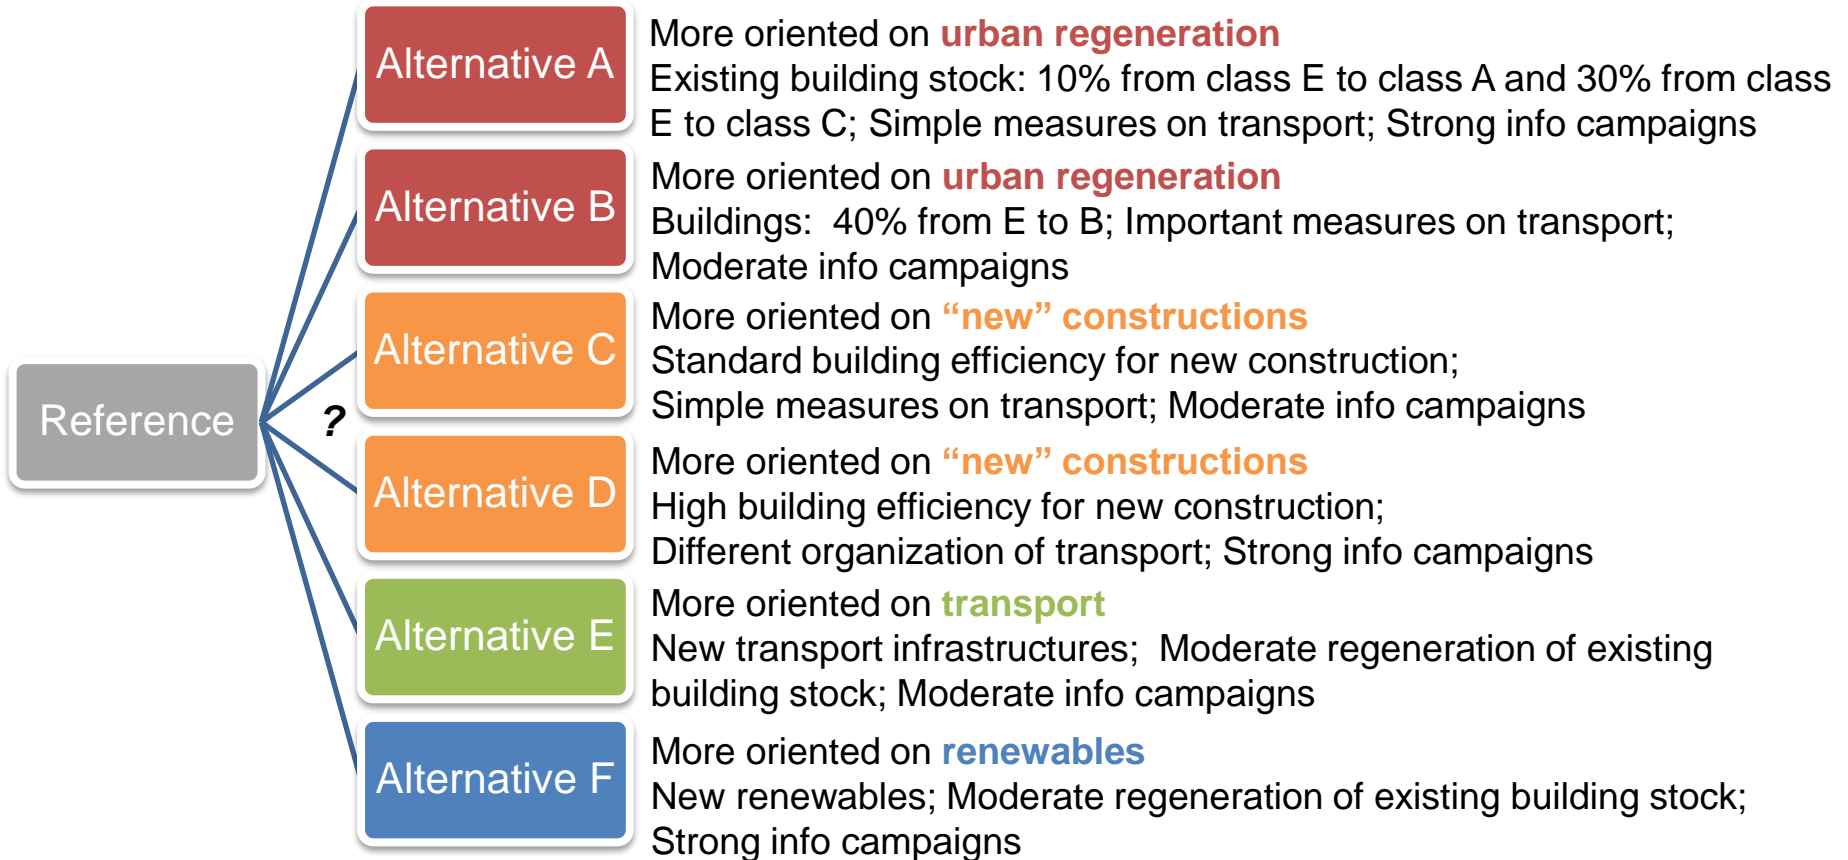 Alternative A
More oriented on urban regeneration
Existing building stock: 10% from class E to class A and 30% from class
E to class C; Simple measures on transport; Strong info campaigns
Alternative B
More oriented on urban regeneration
Buildings:  40% from E to B; Important measures on transport;
Moderate info campaigns
Alternative C
More oriented on “new” constructions
Standard building efficiency for new construction;
Simple measures on transport; Moderate info campaigns
Reference
?
Alternative D
More oriented on “new” constructions
High building efficiency for new construction;
Different organization of transport; Strong info campaigns
Alternative E
More oriented on transport
New transport infrastructures;  Moderate regeneration of existing
building stock; Moderate info campaigns
Alternative F
More oriented on renewables
New renewables; Moderate regeneration of existing building stock;
Strong info campaigns